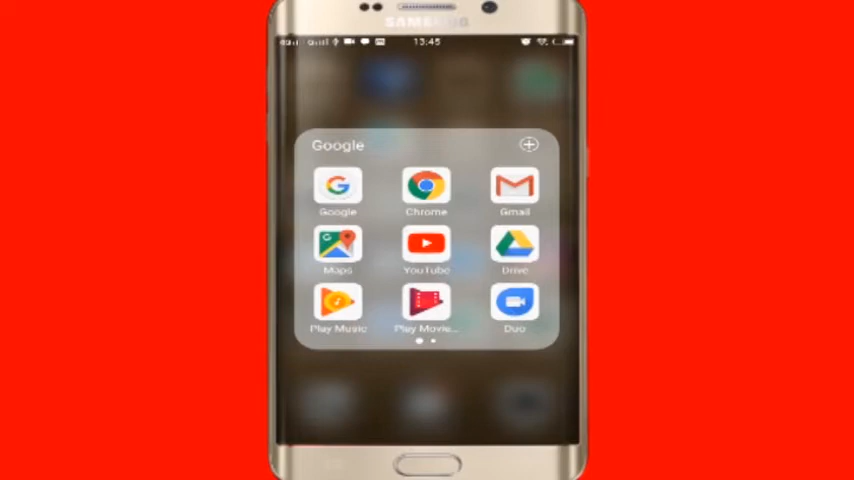 SAMSUNG
13:45
Google
Google Chrome Gmail
Maps YouTube Drive
Play Music Play Movie... Duo